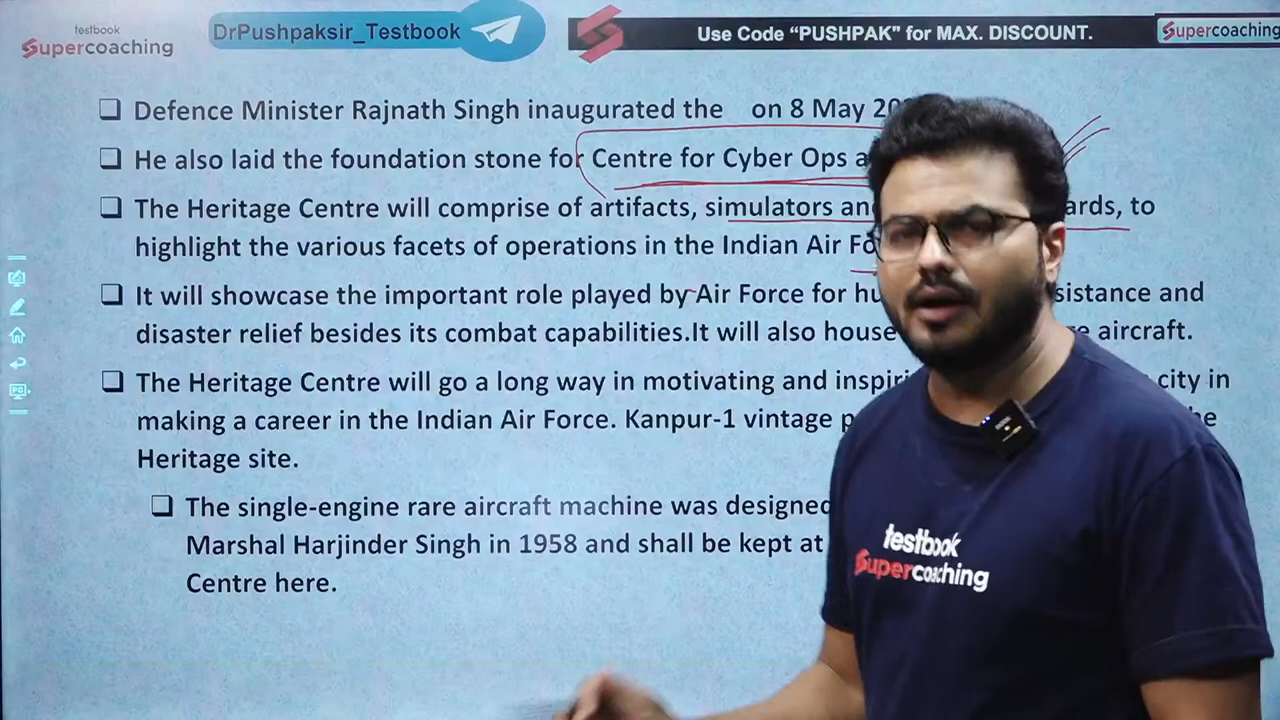 testbook
Supercoaching
DrPushpaksir_Testbook
Use Code “PUSHPAK" for MAX. DISCOUNT.
Supercoaching
❑ Defence Minister Rajnath Singh inaugurated the on 8 May
❑ He also laid the foundation stone for Centre for Cyber Ops
❑ The Heritage Centre will comprise of artifacts, simulators to
highlight the various facets of operations in the Indian Air
❑ It will showcase the important role played by Air Force for and
disaster relief besides its combat capabilities.It will also house aircraft.
❑ The Heritage Centre will go a long way in motivating and city in
making a career in the Indian Air Force. Kanpur-1 vintage
Heritage site.
❑ The single-engine rare aircraft machine was designed
Marshal Harjinder Singh in 1958 and shall be kept at
Centre here.
testbook
Supercoaching